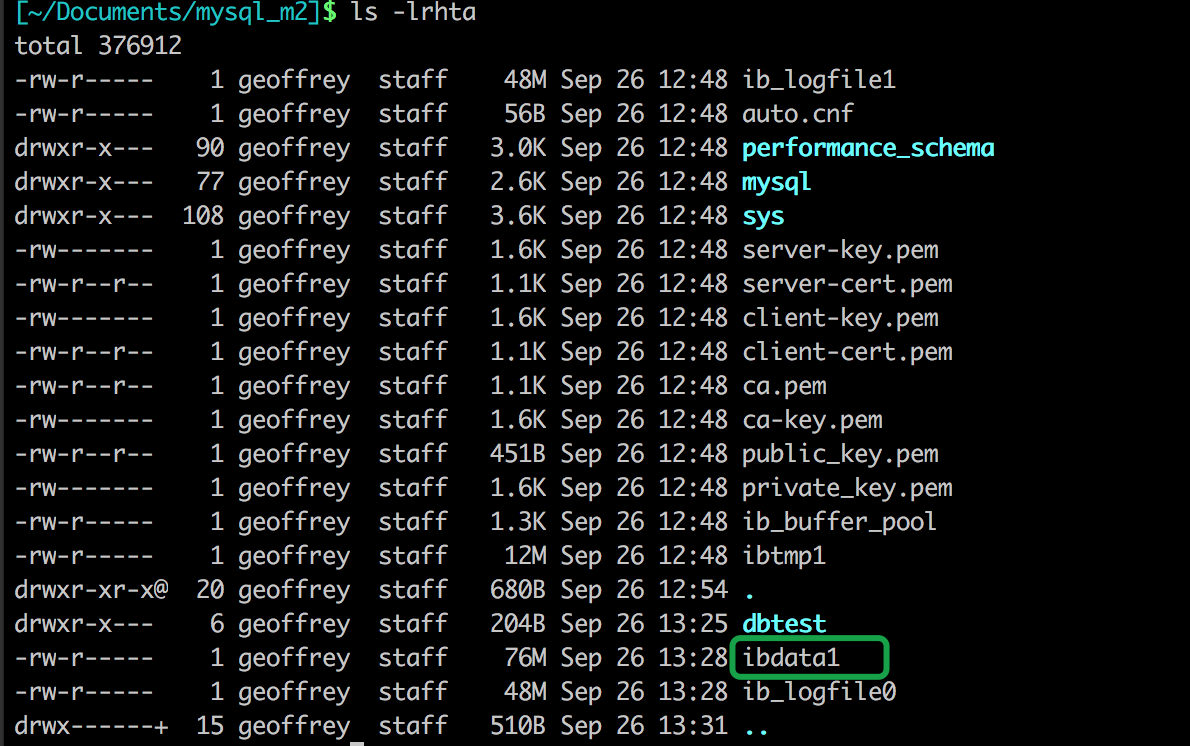 [~/Documents/mysql_m2]$ ls -lrhta
total 376912
-rw-r----- 1 geoffrey staff 48M Sep 26 12:48 ib_logfile1
-rw-r----- 1 geoffrey staff 56B Sep 26 12:48 auto.cnf
drwxr-x--- 90 geoffrey staff 3.0K Sep 26 12:48 performance_schema
drwxr-x--- 77 geoffrey staff 2.6K Sep 26 12:48 mysql
drwxr-x--- 108 geoffrey staff 3.6K Sep 26 12:48 sys
-rw------- 1 geoffrey staff 1.6K Sep 26 12:48 server-key.pem
-rw-r--r-- 1 geoffrey staff 1.1K Sep 26 12:48 server-cert.pem
-rw------- 1 geoffrey staff 1.6K Sep 26 12:48 client-key.pem
-rw-r--r-- 1 geoffrey staff 1.1K Sep 26 12:48 client-cert.pem
-rw-r--r-- 1 geoffrey staff 1.1K Sep 26 12:48 ca.pem
-rw------- 1 geoffrey staff 1.6K Sep 26 12:48 ca-key.pem
-rw-r--r-- 1 geoffrey staff 451B Sep 26 12:48 public_key.pem
-rw------- 1 geoffrey staff 1.6K Sep 26 12:48 private_key.pem
-rw-r----- 1 geoffrey staff 1.3K Sep 26 12:48 ib_buffer_pool
-rw-r----- 1 geoffrey staff 12M Sep 26 12:48 ibtmp1
drwxr-xr-x@ 20 geoffrey staff 680B Sep 26 12:54 .
drwxr-x--- 6 geoffrey staff 204B Sep 26 13:25 dbtest
-rw-r----- 1 geoffrey staff 76M Sep 26 13:28 ibdata1
-rw-r----- 1 geoffrey staff 48M Sep 26 13:28 ib_logfile0
drwx------+ 15 geoffrey staff 510B Sep 26 13:31 ..